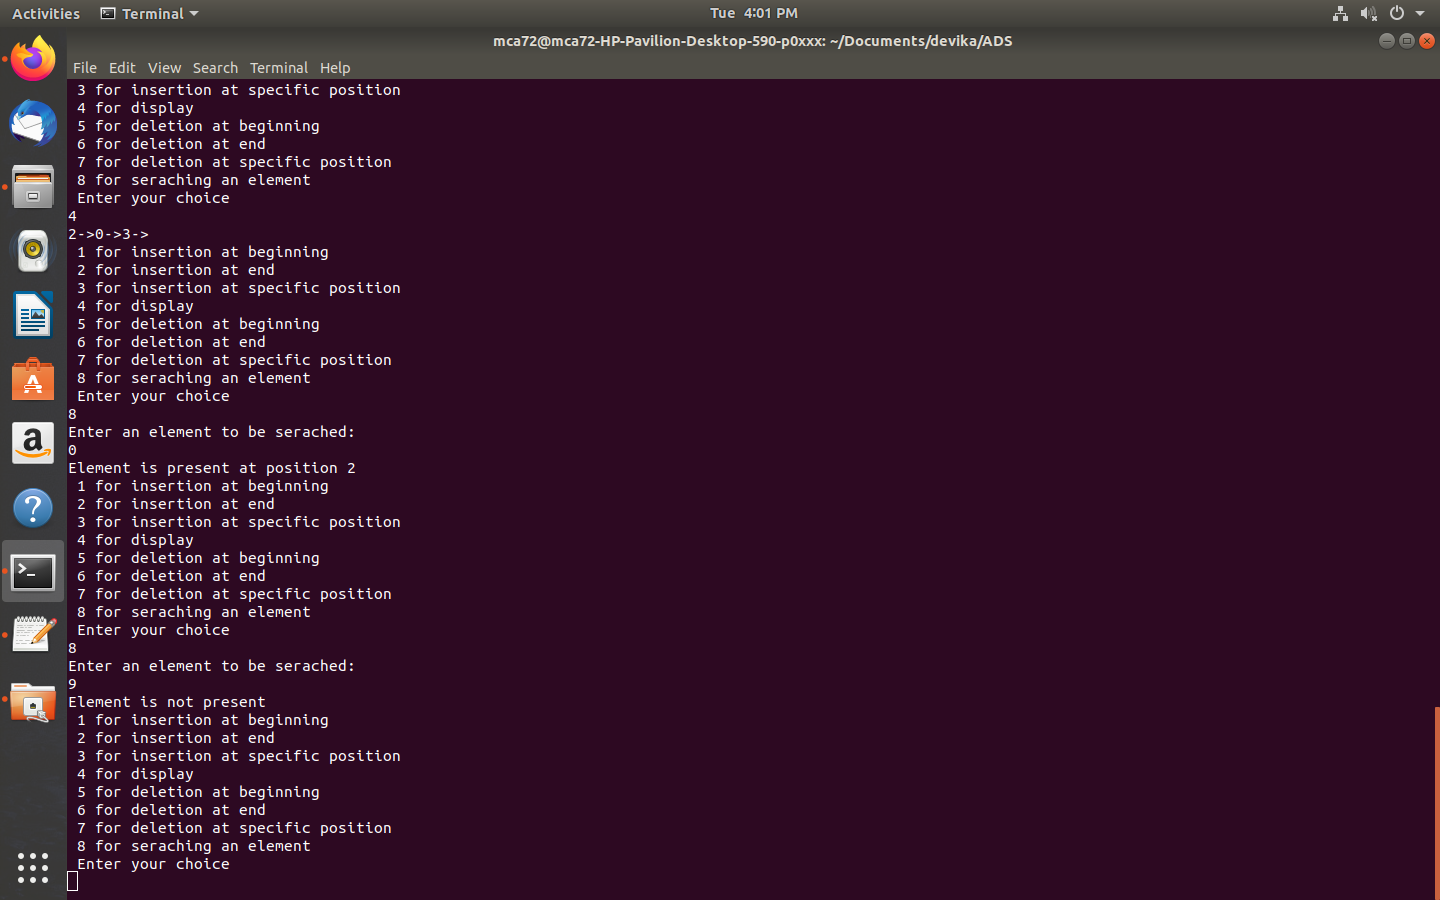 Activities Terminal Tue 4:01 PM
mca72@mca72-HP-Pavilion-Desktop-590-p0xxx: ~/Documents/devika/ADS
File Edit View Search Terminal Help
3 for insertion at specific position
4 for display
5 for deletion at beginning
6 for deletion at end
7 for deletion at specific position
8 for seraching an element
Enter your choice
4
2->0->3->
1 for insertion at beginning
2 for insertion at end
3 for insertion at specific position
4 for display
5 for deletion at beginning
6 for deletion at end
7 for deletion at specific position
8 for seraching an element
Enter your choice
8
Enter an element to be serached:
0
Element is present at position 2
1 for insertion at beginning
2 for insertion at end
3 for insertion at specific position
4 for display
5 for deletion at beginning
6 for deletion at end
7 for deletion at specific position
8 for seraching an element
Enter your choice
8
Enter an element to be serached:
9
Element is not present
1 for insertion at beginning
2 for insertion at end
3 for insertion at specific position
4 for display
5 for deletion at beginning
6 for deletion at end
7 for deletion at specific position
8 for seraching an element
Enter your choice